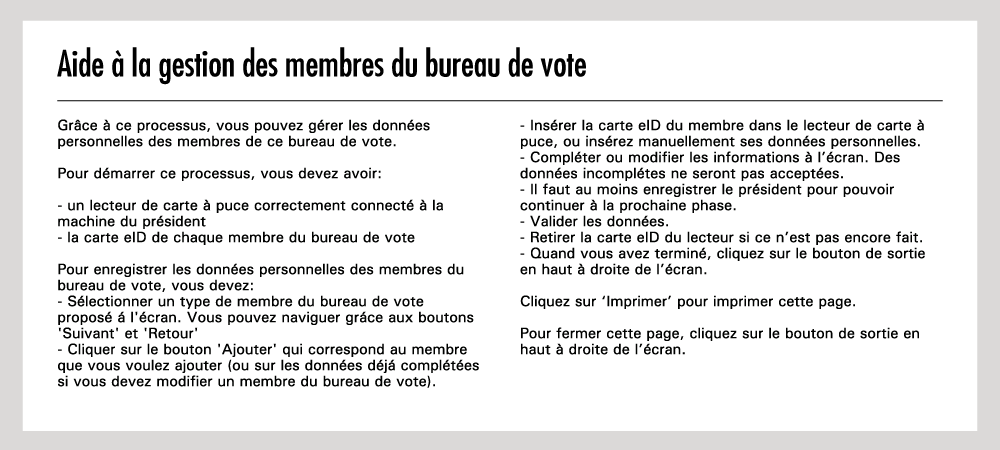 Aide à la gestion des membres du bureau de vote
Grâce à ce processus, vous pouvez gérer les données
personnelles des membres de ce bureau de vote.
Pour démarrer ce processus, vous devez avoir:
- un lecteur de carte à puce correctement connecté à la
machine du président
- la carte eID de chaque membre du bureau de vote
Pour enregistrer les données personnelles des membres du
bureau de vote, vous devez:
- Sélectionner un type de membre du bureau de vote
proposé á l'écran. Vous pouvez naviguer gráce aux boutons
'Suivant' et 'Retour'
- Cliquer sur le bouton 'Ajouter' qui correspond au membre
que vous voulez ajouter (ou sur les données déjá complétées
si vous devez modifier un membre du bureau de vote).
- Insérer la carte eID du membre dans le lecteur de carte à
puce, ou insérez manuellement ses données personnelles.
- Compléter ou modifier les informations à l’écran. Des
données incomplétes ne seront pas acceptées.
- Il faut au moins enregistrer le président pour pouvoir
continuer à la prochaine phase.
- Valider les données.
- Retirer la carte eID du lecteur si ce n’est pas encore fait.
- Quand vous avez terminé, cliquez sur le bouton de sortie
en haut à droite de l’écran.
Cliquez sur ‘Imprimer’ pour imprimer cette page.
Pour fermer cette page, cliquez sur le bouton de sortie en
haut à droite de l’écran.